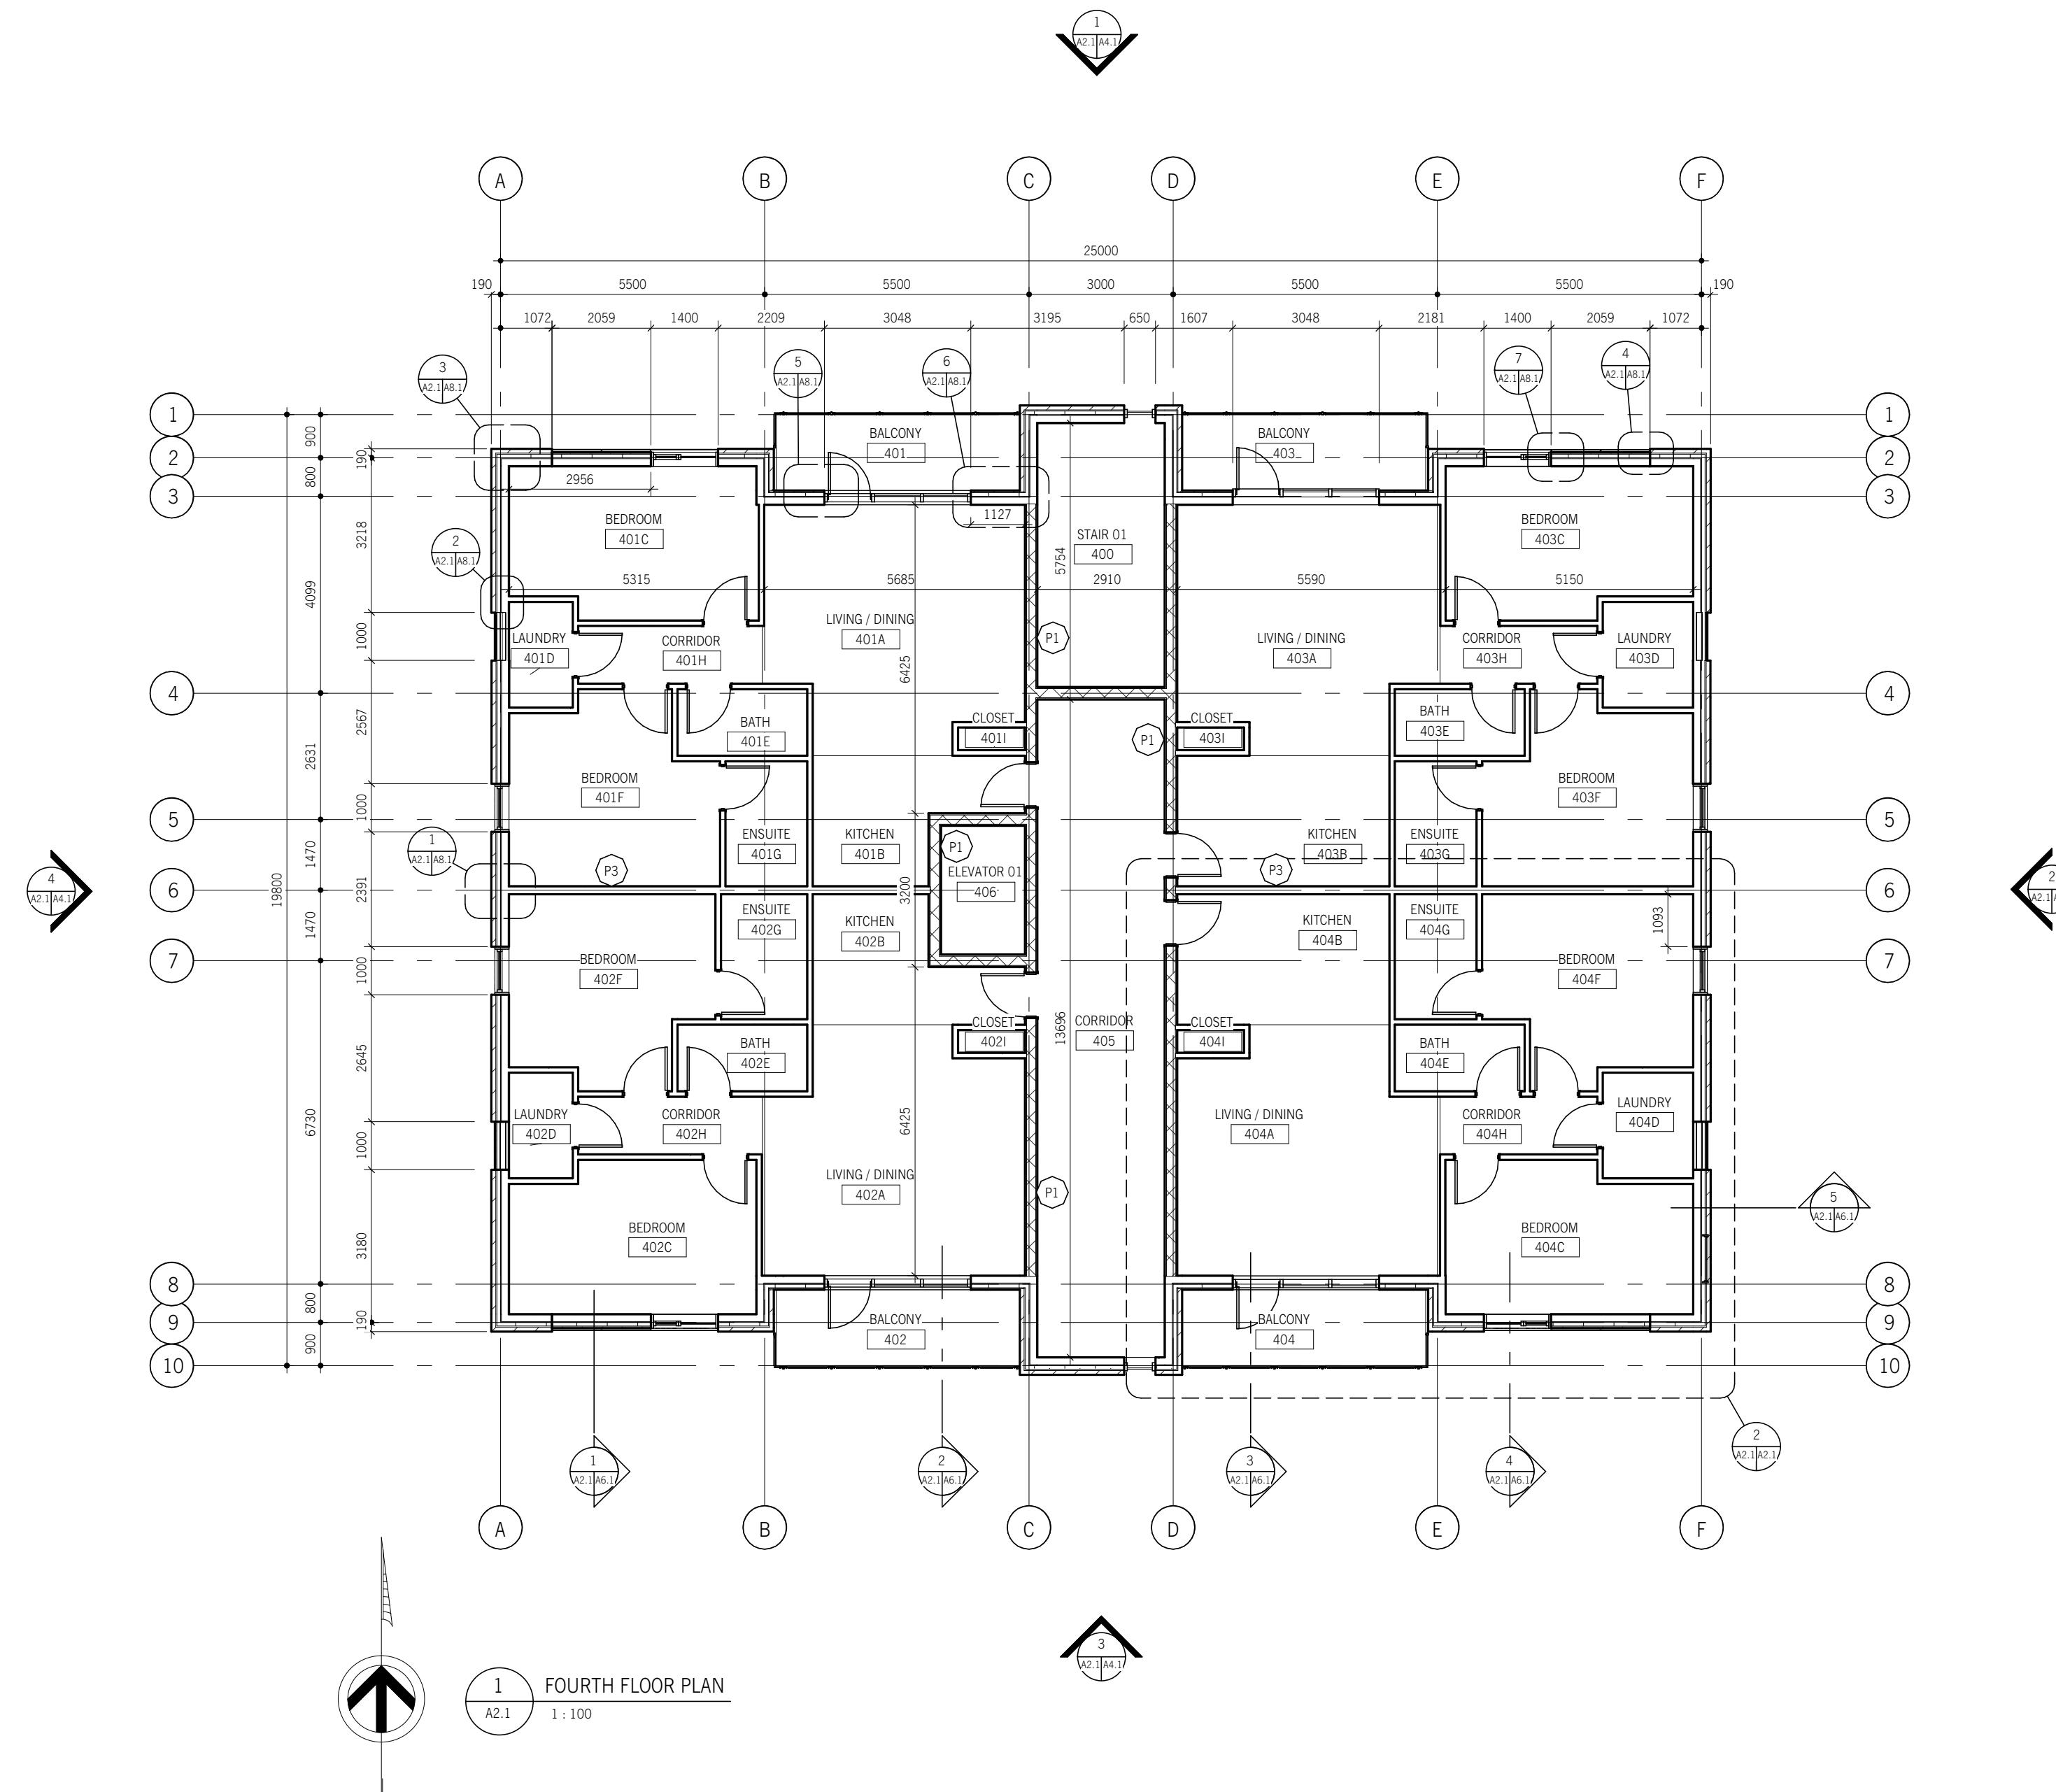 1
A2.1 A4.1
A B C D E F
25000
190 5500 5500 3000 5500 5500 190
1072 2059 1400 2209 3048 3195 650 1607 3048 2181 1400 2059 1072
3
A2.1 A8.1
5
A2.1 A8.1
6
A2.1 A8.1
7
A2.1 A8.1
4
A2.1 A8.1
1 1
2 2
3 3
900
190
800
BALCONY
401
BALCONY
403
2956
1127
BEDROOM
401C
STAIR 01
400
BEDROOM
403C
2
A2.1 A8.1
3218
4099
5754
5315 5685 2910 5590 5150
LIVING / DINING
401A
LAUNDRY
401D
CORRIDOR
401H
P1
LIVING / DINING
403A
CORRIDOR
403H
LAUNDRY
403D
1000
6425
4 4
2567
2631
BATH
401E
CLOSET
401I
P1
CLOSET
403I
BATH
403E
BEDROOM
401F
BEDROOM
403F
1000
5 5
1
A2.1 A8.1
ENSUITE
401G
KITCHEN
401B
P1
KITCHEN
403B
ENSUITE
403G
1470
P3
ELEVATOR 01
406
P3
4
A2.1 A4.1
19800
2391
3200
6 6
2
A2.1
1470
ENSUITE
402G
KITCHEN
402B
KITCHEN
404B
ENSUITE
404G
1093
7 7
BEDROOM
402F
BEDROOM
404F
1000
CLOSET
402I
CORRIDOR
405
13696
CLOSET
404I
2645
BATH
402E
BATH
404E
6730
6425
LAUNDRY
402D
CORRIDOR
402H
LIVING / DINING
404A
CORRIDOR
404H
LAUNDRY
404D
1000
LIVING / DINING
402A
P1
5
A2.1 A6.1
3180
BEDROOM
402C
BEDROOM
404C
8 8
800
190
900
BALCONY
402
BALCONY
404
9 9
10 10
1
A2.1 A6.1
2
A2.1 A6.1
3
A2.1 A6.1
4
A2.1 A6.1
2
A2.1 A2.1
A B C D E F
3
A2.1 A4.1
1
A2.1
FOURTH FLOOR PLAN
1 : 100